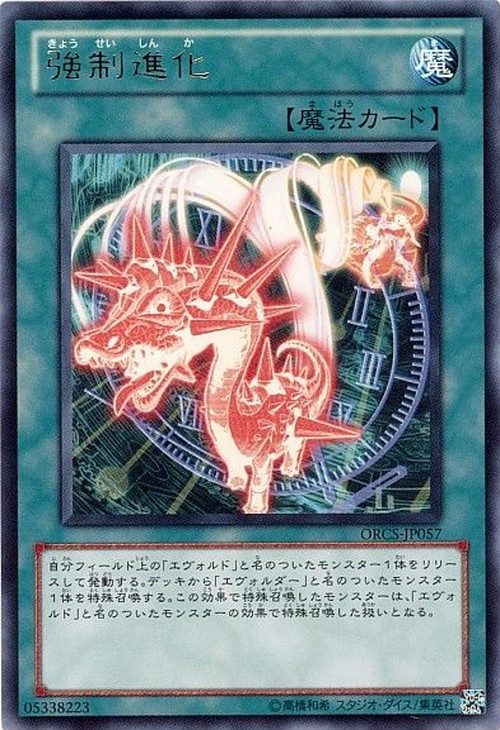 きょう せい しん か
強制進化
魔
ま ほう
【魔法カード】
ORCS-JP057
自分フィールド上の「エヴォルド」と名のついたモンスター1体をリリー
スして発動する。デッキから「エヴォルダー」と名のついたモンスター
1体を特殊召喚する。この効果で特殊召喚したモンスターは、「エヴォ
ルド」と名のついたモンスターの効果で特殊召喚した扱いとなる。
05338223
©高橋和希 スタジオ・ダイス/集英社